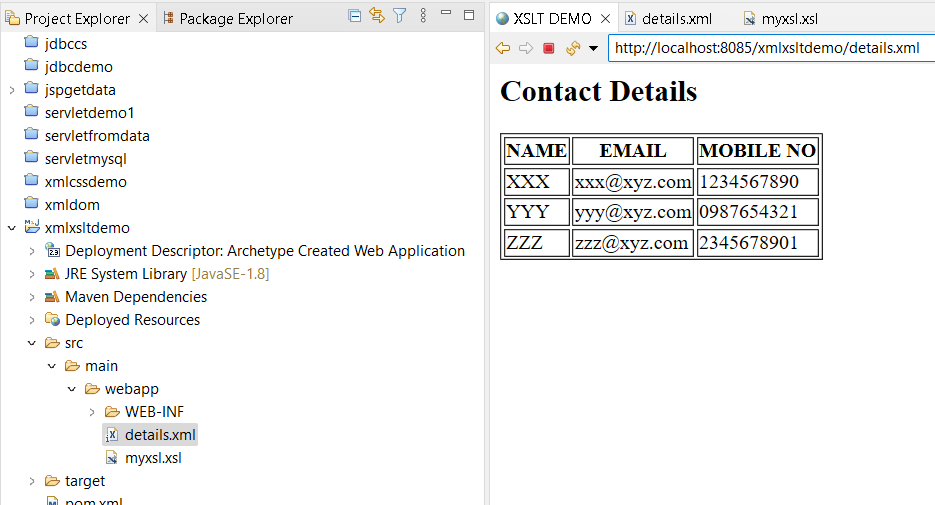 Project Explorer
Package Explorer
jdbccs
jdbcdemo
jspgetdata
servletdemo1
servletfromdata
servletmysql
xmlcssdemo
xmldom
xmlxsltdemo
Deployment Descriptor: Archetype Created Web Application
JRE System Library [JavaSE-1.8]
Maven Dependencies
Deployed Resources
src
main
webapp
WEB-INF
details.xml
myxsl.xsl
target
pom.xml
XSLT DEMO
details.xml
myxsl.xsl
http://localhost:8085/xmlxsltdemo/details.xml
Contact Details
NAME EMAIL MOBILE NO
XXX xxx@xyz.com 1234567890
YYY yyy@xyz.com 0987654321
ZZZ zzz@xyz.com 2345678901